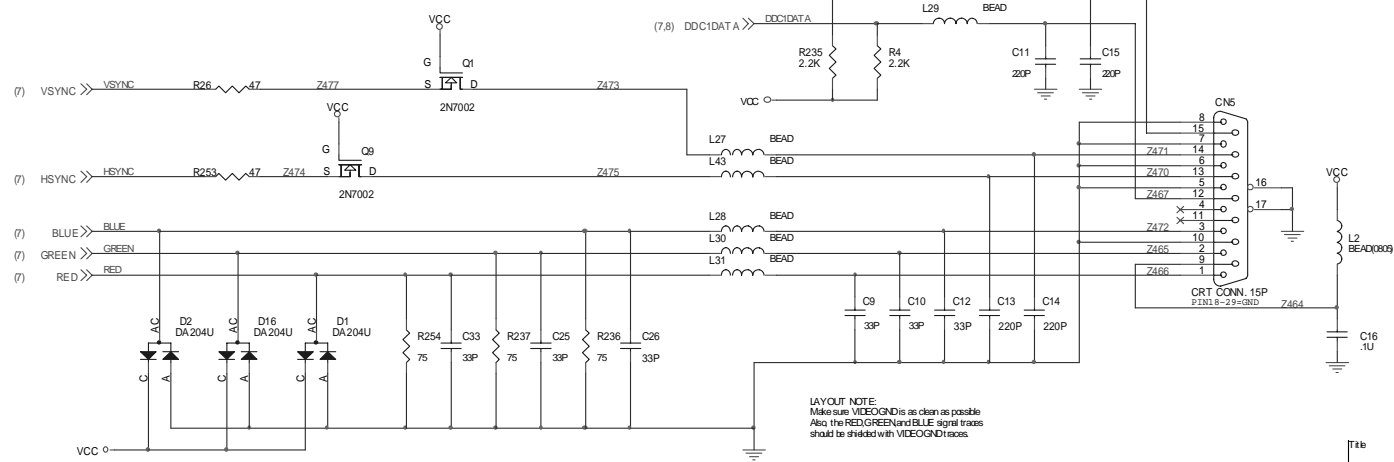 L29 BEAD
(7,8) DDC1DATA DDC1DATA
VCC
R235
2.2K
R4
2.2K
C11
220P
C15
220P
VCC
G Q1
(7) VSYNC VSYNC R26 47 Z477 S D Z473
2N7002
VCC
CN5
8
15
7
L27 BEAD
Z471 14
6
G Q9
L43 BEAD
(7) HSYNC HSYNC R253 47 Z474 S D Z475
2N7002
Z470 13
5 16
Z467 12
4 17
11
VCC
L28 BEAD
(7) BLUE BLUE
Z472 3
10
L30 BEAD
(7) GREEN GREEN
Z465 2
9
L31 BEAD
(7) RED RED
Z466 1
L2
BEAD(0805)
CRT CONN. 15P
PIN18-29=GND
Z464
C9
33P
C10
33P
C12
33P
C13
220P
C14
220P
AC D2
DA204U
AC D16
DA204U
AC D1
DA204U
R254
75
C33
33P
R237
75
C25
33P
R236
75
C26
33P
C16
.1U
C A C A C A
LAYOUT NOTE:
Make sure VIDEOGND is as clean as possible
Also, the RED,GREEN,and BLUE signal traces
should be shielded with VIDEOGND traces.
VCC
Title